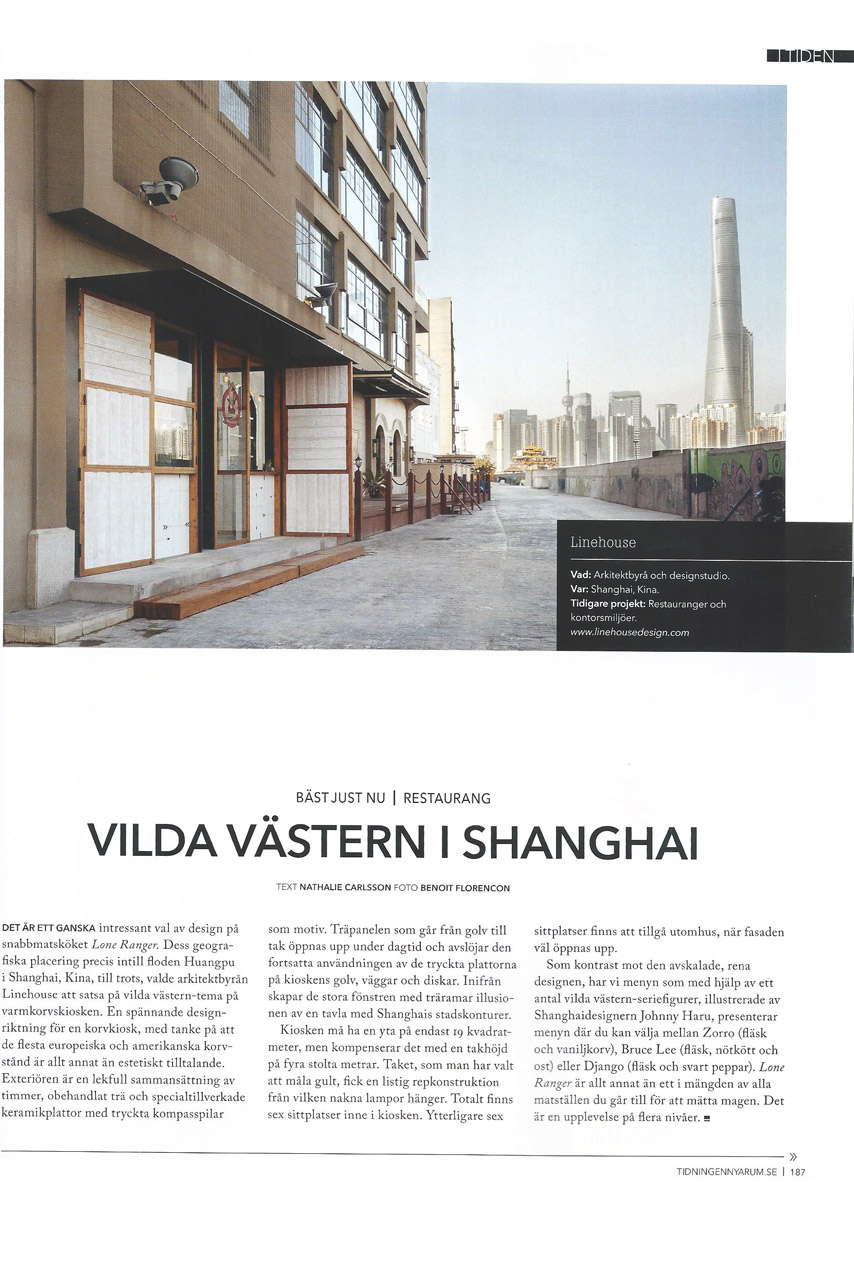 I TIDEN
Linehouse
Vad: Arkitektbyrå och designstudio.
Var: Shanghai, Kina.
Tidigare projekt: Restauranger och
kontorsmiljöer.
www.linehousedesign.com
BÄST JUST NU | RESTAURANG
VILDA VÄSTERN I SHANGHAI
TEXT NATHALIE CARLSSON FOTO BENOIT FLORENCON
DET ÄR ETT GANSKA intressant val av design på
snabbmatsköket Lone Ranger. Dess geogra-
fiska placering precis intill floden Huangpu
i Shanghai, Kina, till trots, valde arkitektbyrån
Linehouse att satsa på vilda västern-tema på
varmkorvskiosken. En spännande design-
riktning för en korvkiosk, med tanke på att
de flesta europeiska och amerikanska korv-
stånd är allt annat än estetiskt tilltalande.
Exteriören är en lekfull sammansättning av
timmer, obehandlat trä och specialtillverkade
keramikplattor med tryckta kompasspilar
som motiv. Träpanelen som går från golv till
tak öppnas upp under dagtid och avslöjar den
fortsatta användningen av de tryckta plattorna
på kioskens golv, väggar och diskar. Inifrån
skapar de stora fönstren med träramar illusio-
nen av en tavla med Shanghais stadskonturer.
Kiosken må ha en yta på endast 19 kvadrat-
meter, men kompenserar det med en takhöjd
på fyra stolta metrar. Taket, som man har valt
att måla gult, fick en listig repkonstruktion
från vilken nakna lampor hänger. Totalt finns
sex sittplatser inne i kiosken. Ytterligare sex
sittplatser finns att tillgå utomhus, när fasaden
väl öppnas upp.
Som kontrast mot den avskalade, rena
designen, har vi menyn som med hjälp av ett
antal vilda västern-seriefigurer, illustrerade av
Shanghaidesignern Johnny Haru, presenterar
menyn där du kan välja mellan Zorro (fläsk
och vaniljkorv), Bruce Lee (fläsk, nötkött och
ost) eller Django (fläsk och svart peppar). Lone
Ranger är allt annat än ett i mängden av alla
matställen du går till för att mätta magen. Det
är en upplevelse på flera nivåer.
»
TIDNINGENNYARUM.SE | 187